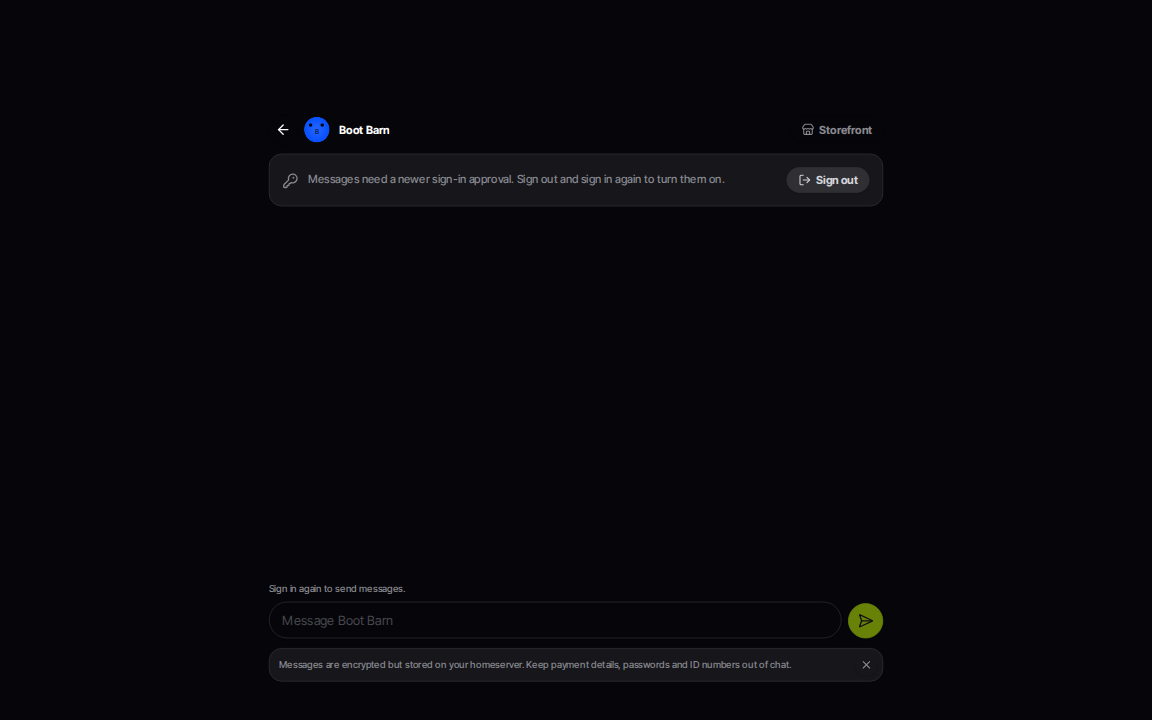 Boot Barn
Storefront
Messages need a newer sign-in approval. Sign out and sign in again to turn them on.
Sign out
Sign in again to send messages.
Message Boot Barn
Messages are encrypted but stored on your homeserver. Keep payment details, passwords and ID numbers out of chat.